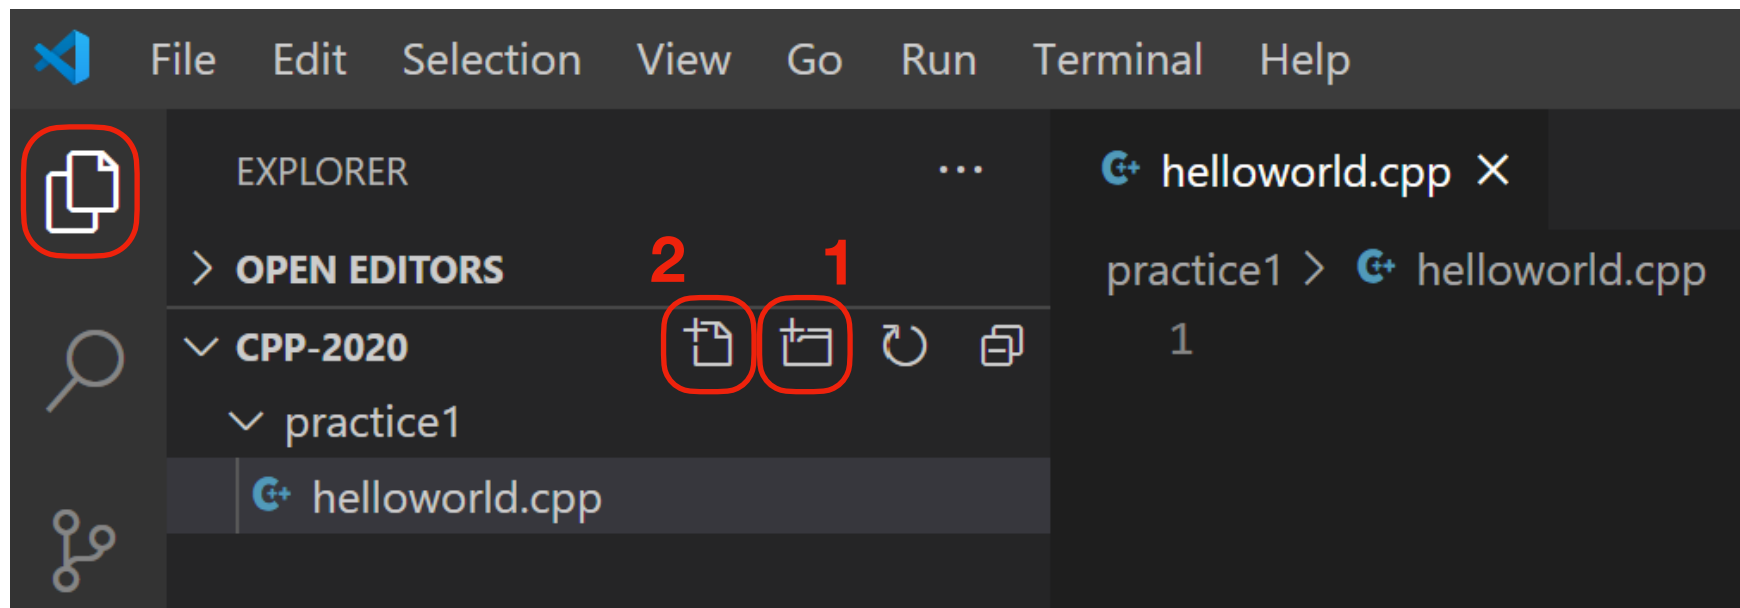 File Edit Selection View Go Run Terminal Help
EXPLORER ...
helloworld.cpp
OPEN EDITORS
2 1
practice1 > helloworld.cpp
CPP-2020
1
practice1
helloworld.cpp